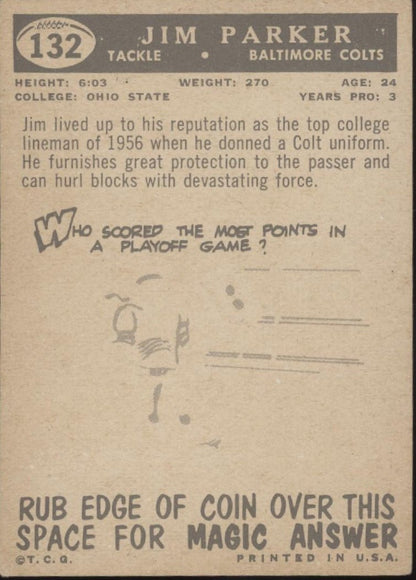 132
JIM PARKER
TACKLE • BALTIMORE COLTS
HEIGHT: 6:03 WEIGHT: 270 AGE: 24
COLLEGE: OHIO STATE YEARS PRO: 3
Jim lived up to his reputation as the top college
lineman of 1956 when he donned a Colt uniform.
He furnishes great protection to the passer and
can hurl blocks with devastating force.
WHO SCORED THE MOST POINTS IN
A PLAYOFF GAME?
RUB EDGE OF COIN OVER THIS
SPACE FOR MAGIC ANSWER
©T.C.G. PRINTED IN U.S.A.